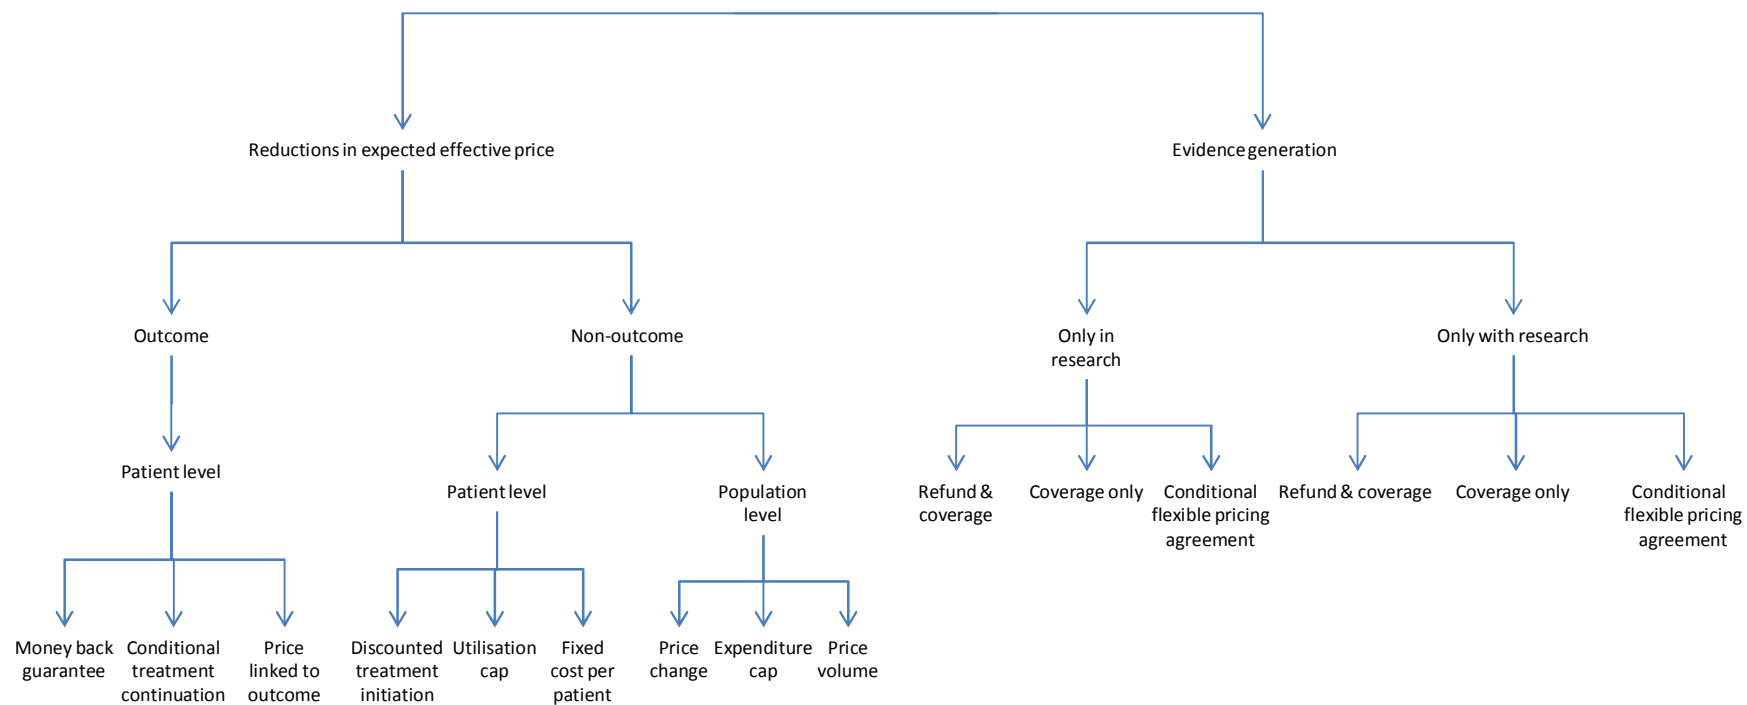 Reductions in expected effective price
Evidence generation
Outcome
Non-outcome
Only in
research
Only with research
Patient level
Patient level
Population
level
Refund &
coverage
Coverage only
Conditional
flexible pricing
agreement
Refund & coverage
Coverage only
Conditional
flexible pricing
agreement
Money back
guarantee
Conditional
treatment
continuation
Price
linked to
outcome
Discounted
treatment
initiation
Utilisation
cap
Fixed
cost per
patient
Price
change
Expenditure
cap
Price
volume